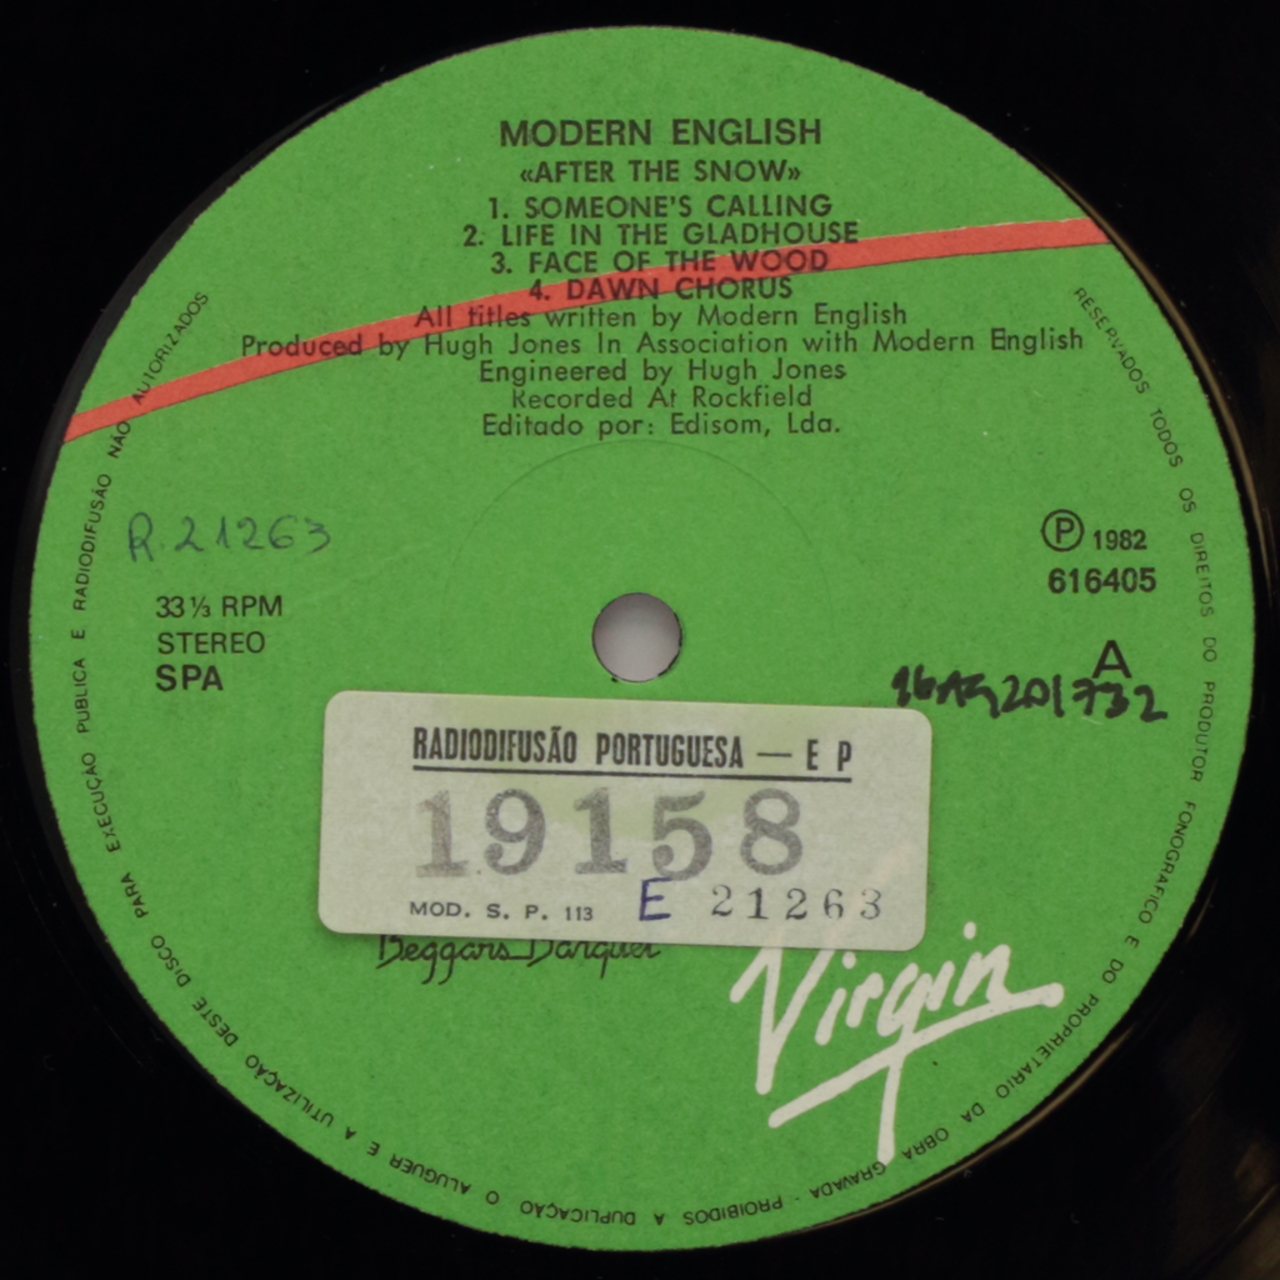 MODERN ENGLISH
«AFTER THE SNOW»
1. SOMEONE'S CALLING
2. LIFE IN THE GLADHOUSE
3. FACE OF THE WOOD
4. DAWN CHORUS
All titles written by Modern English
Produced by Hugh Jones In Association with Modern English
Engineered by Hugh Jones
Recorded At Rockfield
Editado por: Edisom, Lda.
R.21263
33⅓ RPM
STEREO
SPA
Ⓟ 1982
616405
A
RADIODIFUSÃO PORTUGUESA — E P
19158
MOD. S. P. 113 E 21263
Beggars Banquet
Virgin
RESERVADOS TODOS OS DIREITOS DO PRODUTOR FONOGRAFICO E DO PROPRIETARIO DA OBRA GRAVADA · PROIBIDOS A DUPLICAÇÃO O ALUGUER E A UTILIZAÇÃO DESTE DISCO PARA EXECUÇÃO PUBLICA E RADIODIFUSÃO NÃO AUTORIZADOS